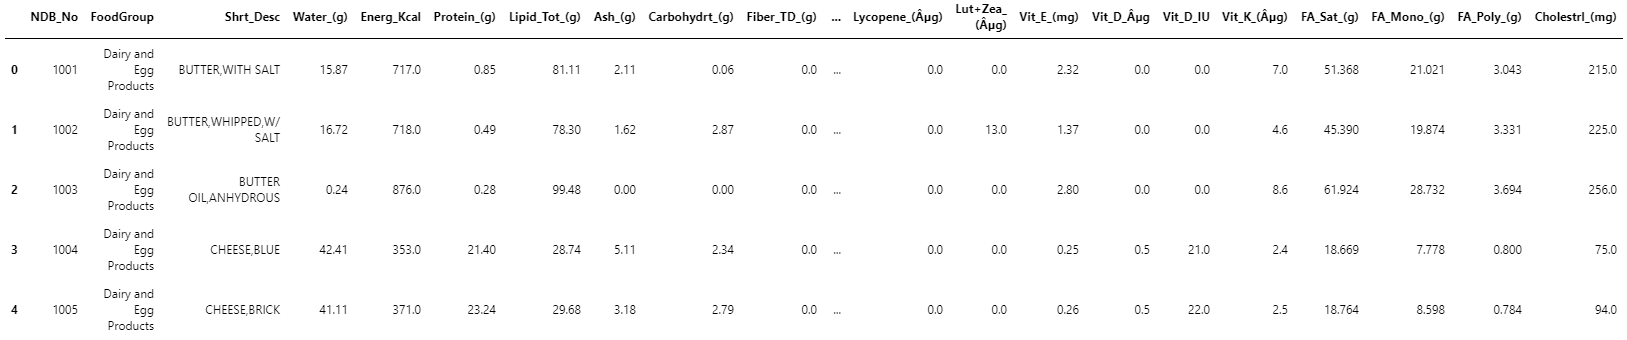 NDB_No FoodGroup Shrt_Desc Water_(g) Energ_Kcal Protein_(g) Lipid_Tot_(g) Ash_(g) Carbohydrt_(g) Fiber_TD_(g) ... Lycopene_(Âµg) Lut+Zea_(Âµg) Vit_E_(mg) Vit_D_Âµg Vit_D_IU Vit_K_(Âµg) FA_Sat_(g) FA_Mono_(g) FA_Poly_(g) Cholestrl_(mg)
0 1001 Dairy and Egg Products BUTTER,WITH SALT 15.87 717.0 0.85 81.11 2.11 0.06 0.0 ... 0.0 0.0 2.32 0.0 0.0 7.0 51.368 21.021 3.043 215.0
1 1002 Dairy and Egg Products BUTTER,WHIPPED,W/ SALT 16.72 718.0 0.49 78.30 1.62 2.87 0.0 ... 0.0 13.0 1.37 0.0 0.0 4.6 45.390 19.874 3.331 225.0
2 1003 Dairy and Egg Products BUTTER OIL,ANHYDROUS 0.24 876.0 0.28 99.48 0.00 0.00 0.0 ... 0.0 0.0 2.80 0.0 0.0 8.6 61.924 28.732 3.694 256.0
3 1004 Dairy and Egg Products CHEESE,BLUE 42.41 353.0 21.40 28.74 5.11 2.34 0.0 ... 0.0 0.0 0.25 0.5 21.0 2.4 18.669 7.778 0.800 75.0
4 1005 Dairy and Egg Products CHEESE,BRICK 41.11 371.0 23.24 29.68 3.18 2.79 0.0 ... 0.0 0.0 0.26 0.5 22.0 2.5 18.764 8.598 0.784 94.0